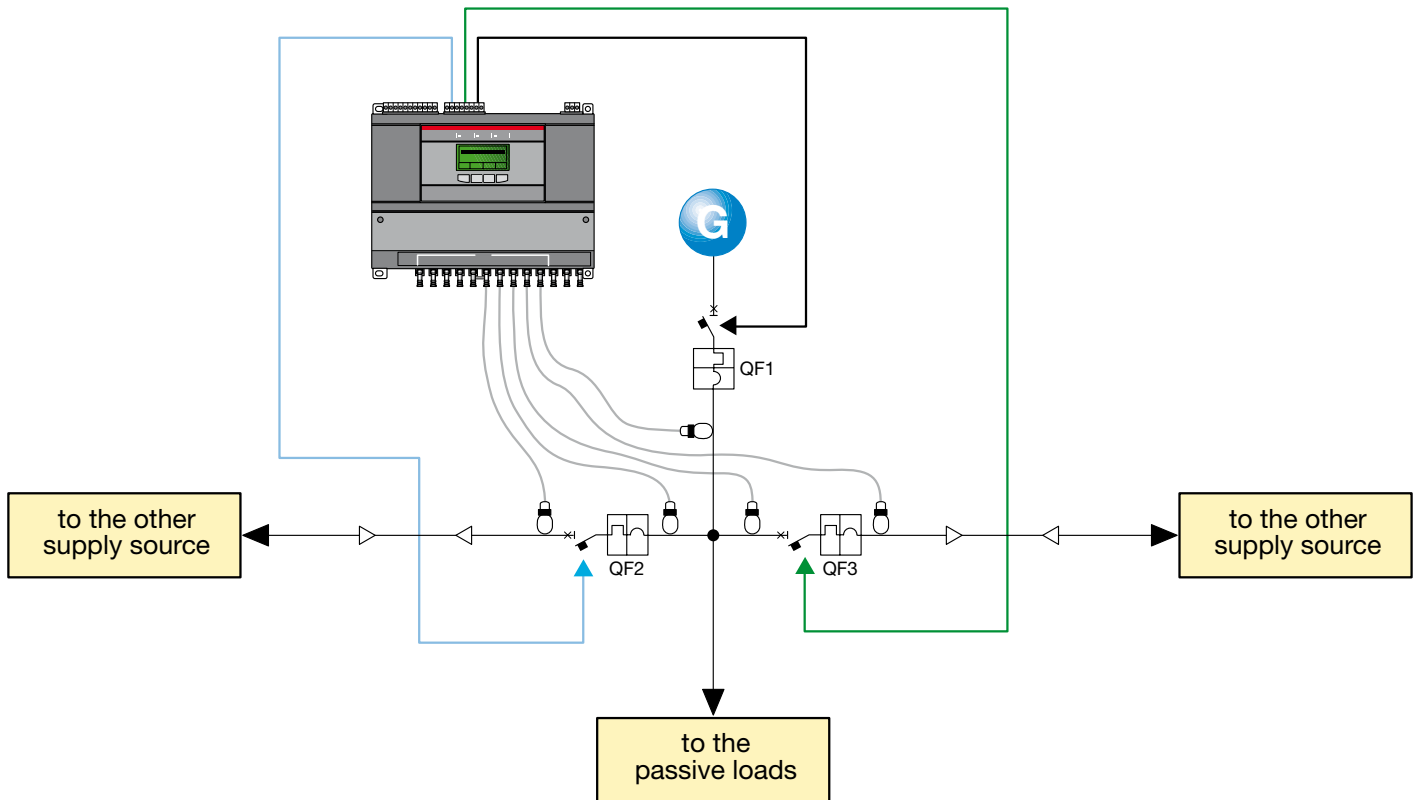 G
QF1
to the other
supply source
to the other
supply source
QF2
QF3
to the
passive loads